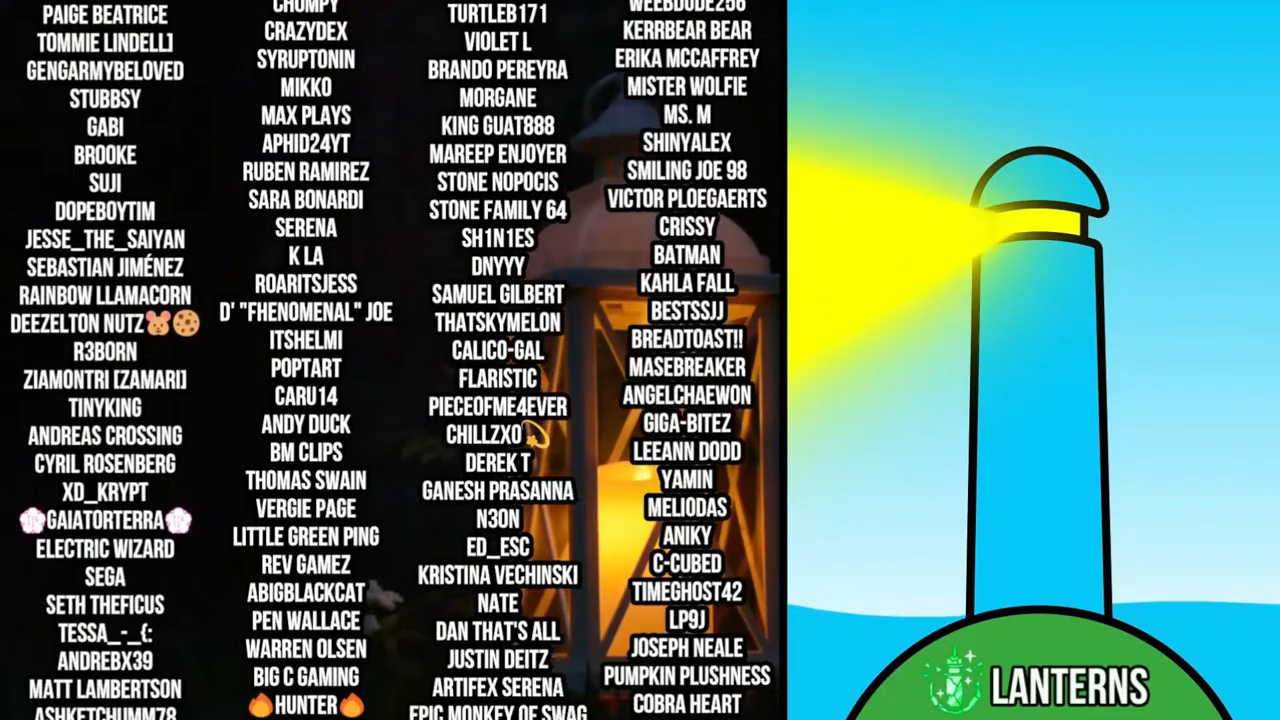 PAIGE BEATRICE
TOMMIE LINDELL]
GENGARMYBELOVED
STUBBSY
GABI
BROOKE
SUJI
DOPEBOYTIM
JESSE_THE_SAIYAN
SEBASTIAN JIMÉNEZ
RAINBOW LLAMACORN
DEEZELTON NUTZ🐹🍪
R3BORN
ZIAMONTRI [ZAMARI]
TINYKING
ANDREAS CROSSING
CYRIL ROSENBERG
XD_KRYPT
💮GAIATORTERRA💮
ELECTRIC WIZARD
SEGA
SETH THEFICUS
TESSA_-_{:
ANDREBX39
MATT LAMBERTSON
ASHKETCHUMM78
CHOMPY
CRAZYDEX
SYRUPTONIN
MIKKO
MAX PLAYS
APHID24YT
RUBEN RAMIREZ
SARA BONARDI
SERENA
K LA
ROARITSJESS
D' "FHENOMENAL" JOE
ITSHELMI
POPTART
CARU14
ANDY DUCK
BM CLIPS
THOMAS SWAIN
VERGIE PAGE
LITTLE GREEN PING
REV GAMEZ
ABIGBLACKCAT
PEN WALLACE
WARREN OLSEN
BIG C GAMING
🔥HUNTER🔥
TURTLEB171
VIOLET L
BRANDO PEREYRA
MORGANE
KING GUAT888
MAREEP ENJOYER
STONE NOPOCIS
STONE FAMILY 64
SH1N1ES
DNYYY
SAMUEL GILBERT
THATSKYMELON
CALICO-GAL
FLARISTIC
PIECEOFME4EVER
CHILLZXO💫
DEREK T
GANESH PRASANNA
N3ON
ED_ESC
KRISTINA VECHINSKI
NATE
DAN THAT'S ALL
JUSTIN DEITZ
ARTIFEX SERENA
EPIC MONKEY OF SWAG
WEEBDUDE256
KERRBEAR BEAR
ERIKA MCCAFFREY
MISTER WOLFIE
MS. M
SHINYALEX
SMILING JOE 98
VICTOR PLOEGAERTS
CRISSY
BATMAN
KAHLA FALL
BESTSSJJ
BREADTOAST!!
MASEBREAKER
ANGELCHAEWON
GIGA-BITEZ
LEEANN DODD
YAMIN
MELIODAS
ANIKY
C-CUBED
TIMEGHOST42
LP9J
JOSEPH NEALE
PUMPKIN PLUSHNESS
COBRA HEART
LANTERNS